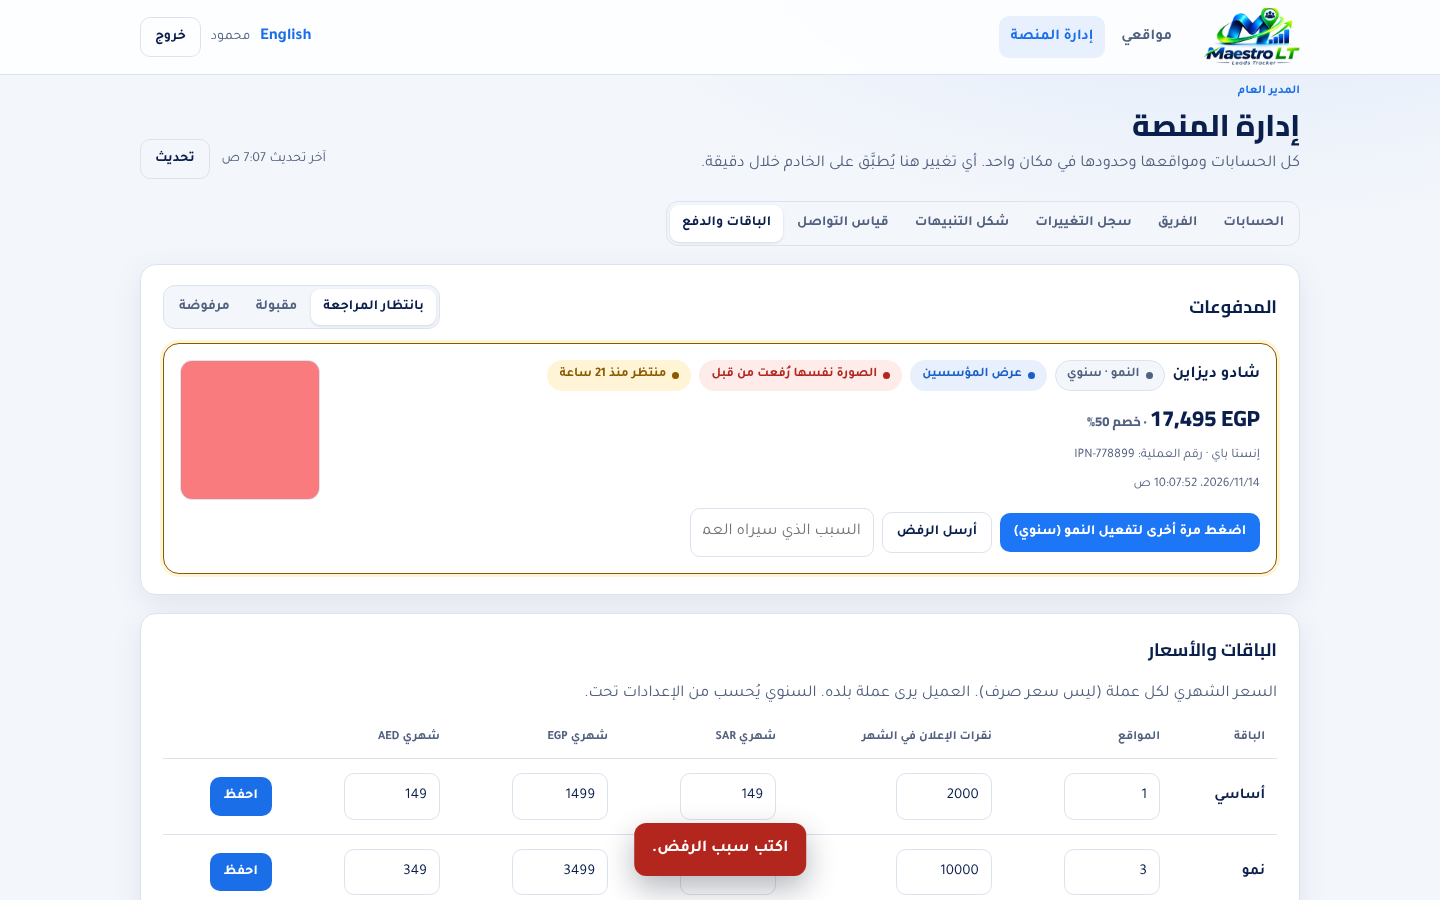 Maestro LT
Leads Tracker
مواقعي
إدارة المنصة
English
محمود
خروج
المدير العام
إدارة المنصة
كل الحسابات ومواقعها وحدودها في مكان واحد. أي تغيير هنا يُطبَّق على الخادم خلال دقيقة.
آخر تحديث 7:07 ص
تحديث
الحسابات
الفريق
سجل التغييرات
شكل التنبيهات
قياس التواصل
الباقات والدفع
المدفوعات
بانتظار المراجعة
مقبولة
مرفوضة
شادو ديزاين
النمو · سنوي
عرض المؤسسين
الصورة نفسها رُفعت من قبل
منتظر منذ 21 ساعة
17,495 EGP · خصم 50%
إنستا باي · رقم العملية: IPN-778899
2026/11/14، 10:07:52 ص
اضغط مرة أخرى لتفعيل النمو (سنوي)
أرسل الرفض
السبب الذي سيراه العم
الباقات والأسعار
السعر الشهري لكل عملة (ليس سعر صرف). العميل يرى عملة بلده. السنوي يُحسب من الإعدادات تحت.
الباقة المواقع نقرات الإعلان في الشهر شهري SAR شهري EGP شهري AED
أساسي 1 2000 149 1499 149 احفظ
نمو 3 10000 3499 349 احفظ
اكتب سبب الرفض.